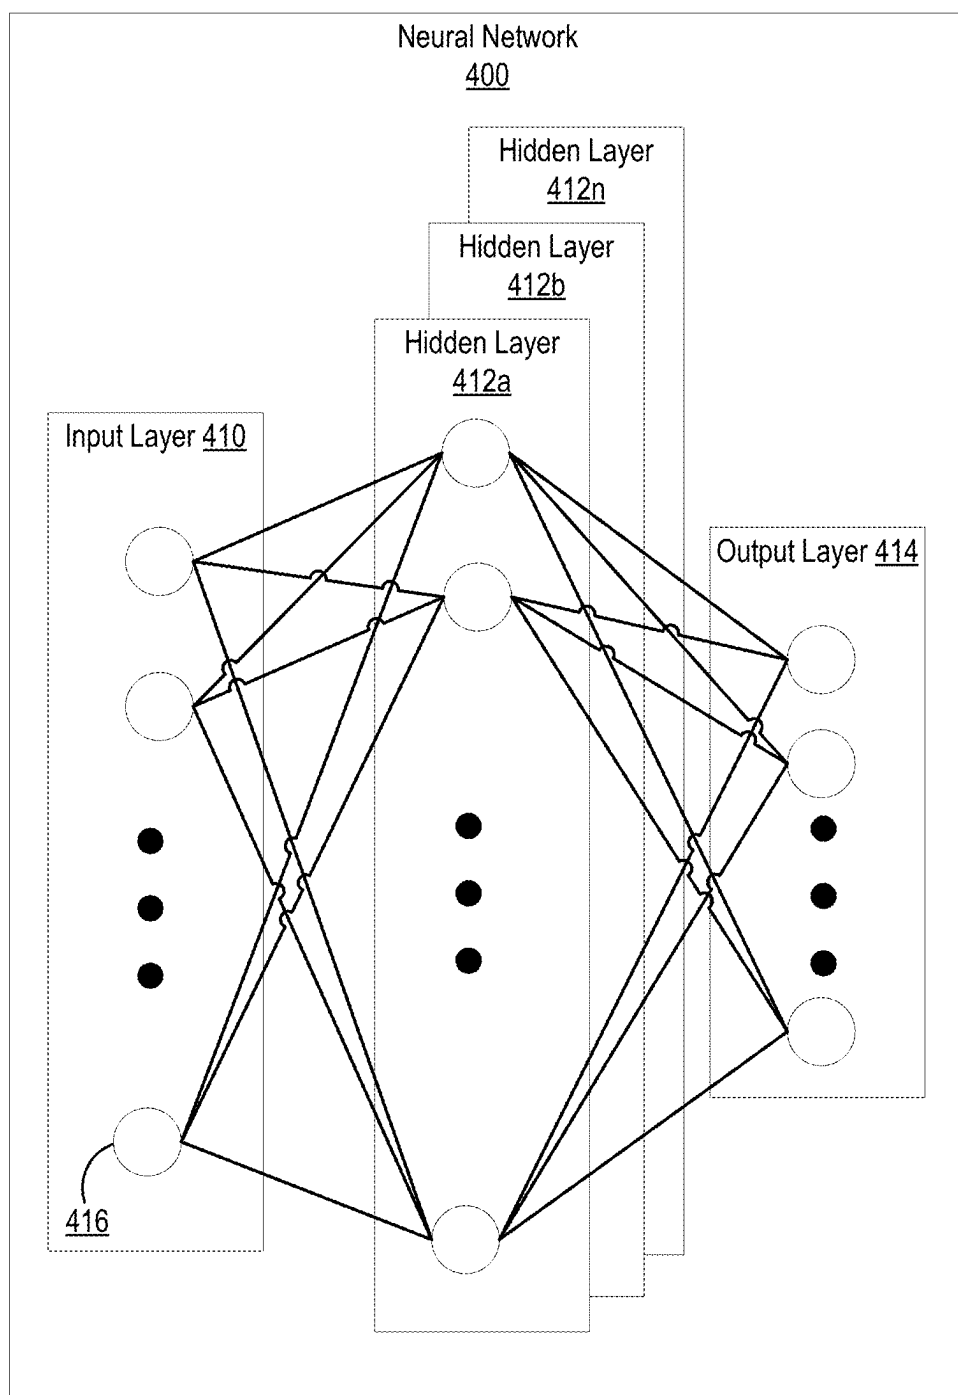 Neural Network
400
Hidden Layer
412n
Hidden Layer
412b
Hidden Layer
412a
Input Layer 410
Output Layer 414
416